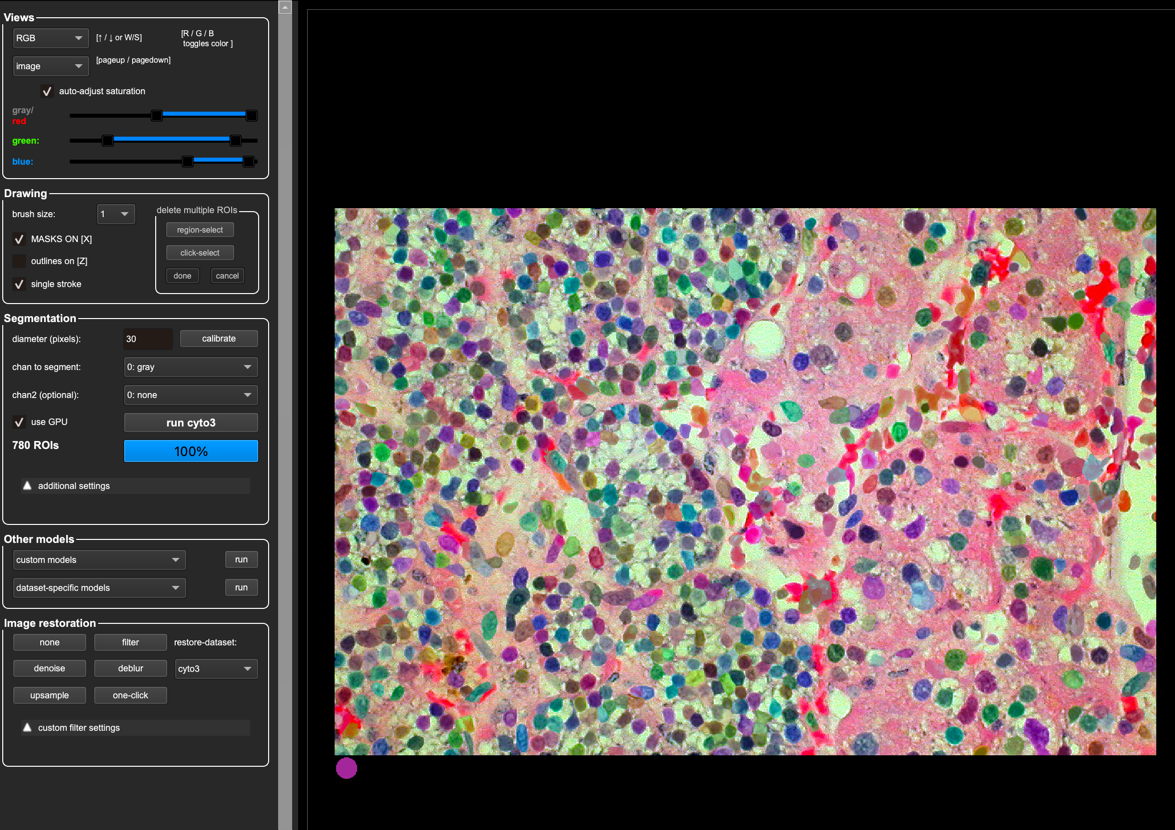 Views
RGB
[↑ / ↓ or W/S]
[R / G / B
toggles color ]
image
[pageup / pagedown]
auto-adjust saturation
gray/
red
green:
blue:
Drawing
brush size:
1
MASKS ON [X]
outlines on [Z]
single stroke
delete multiple ROIs
region-select
click-select
done
cancel
Segmentation
diameter (pixels):
30
calibrate
chan to segment:
0: gray
chan2 (optional):
0: none
use GPU
run cyto3
780 ROIs
100%
additional settings
Other models
custom models
run
dataset-specific models
run
Image restoration
none
filter
restore-dataset:
denoise
deblur
cyto3
upsample
one-click
custom filter settings